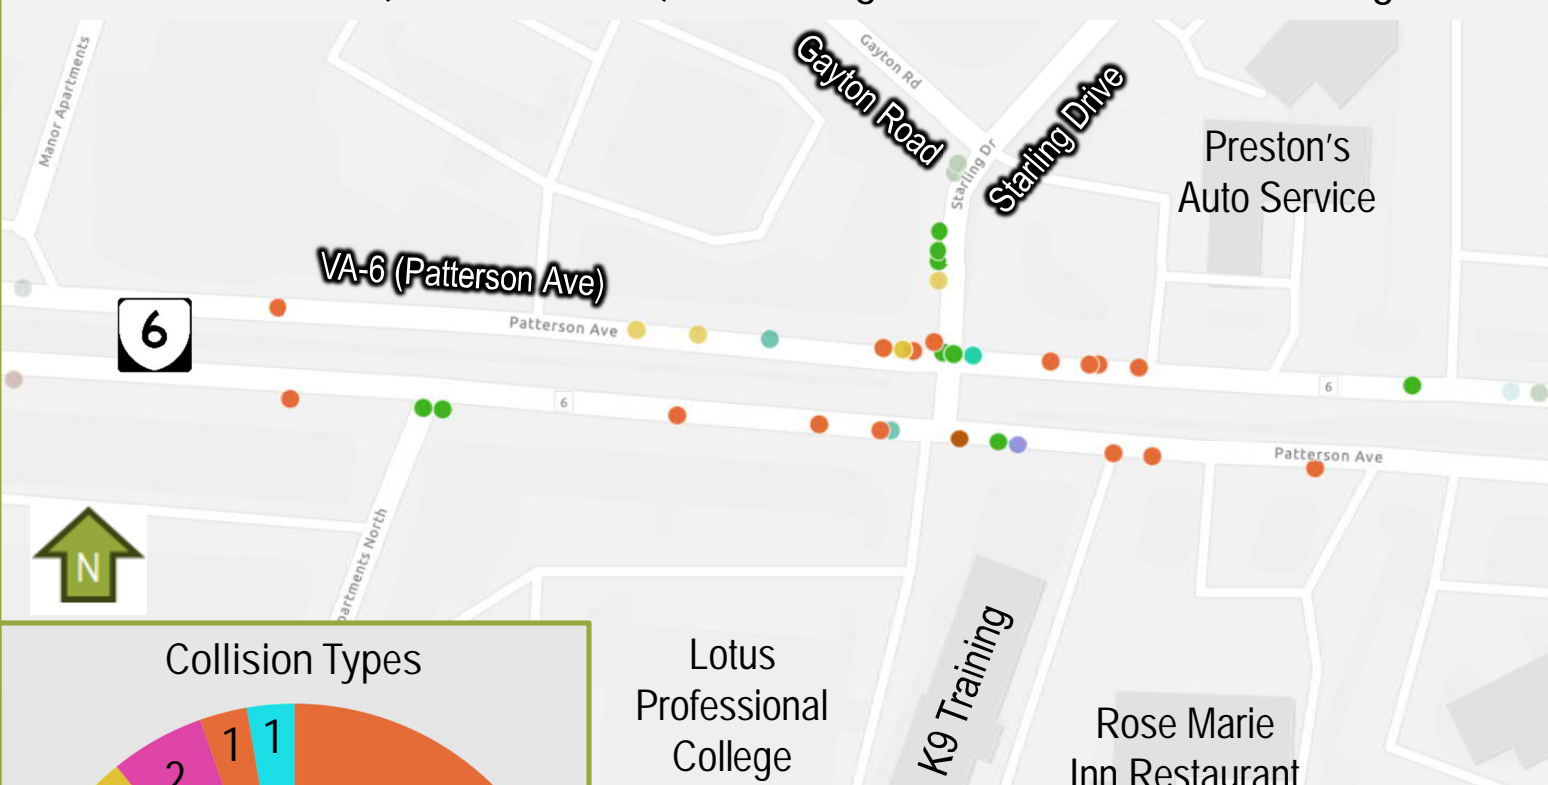 Manor Apartments
Gayton Rd
Gayton Road
Starling Dr
Starling Drive
Preston's
Auto Service
VA-6 (Patterson Ave)
6
Patterson Ave
6
6
Patterson Ave
N
partments North
Collision Types
1
1
2
Lotus
Professional
College
K9 Training
Rose Marie
Inn Restaurant